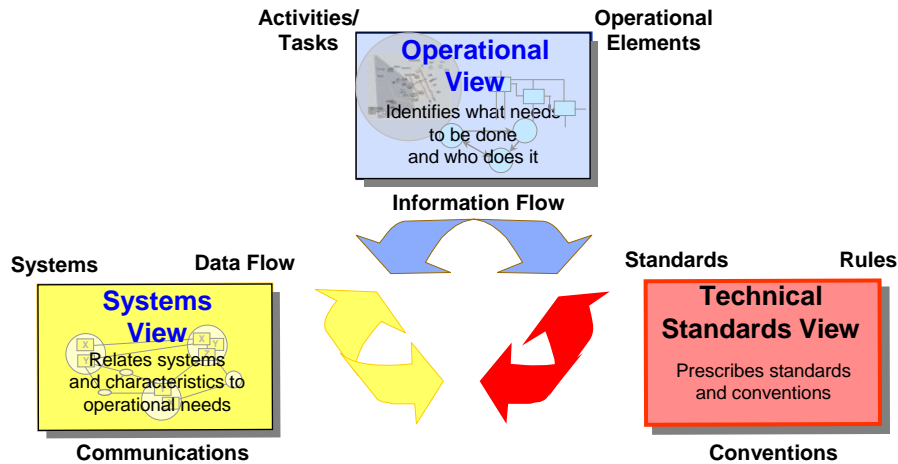 Activities/
Tasks
Operational
Elements
Operational
View
Identifies what needs
to be done
and who does it
Information Flow
Systems
Data Flow
Systems
View
X
Y
X
Y
Z
Relates systems
and characteristics to
operational needs
Communications
Standards
Rules
Technical
Standards View
Prescribes standards
and conventions
Conventions